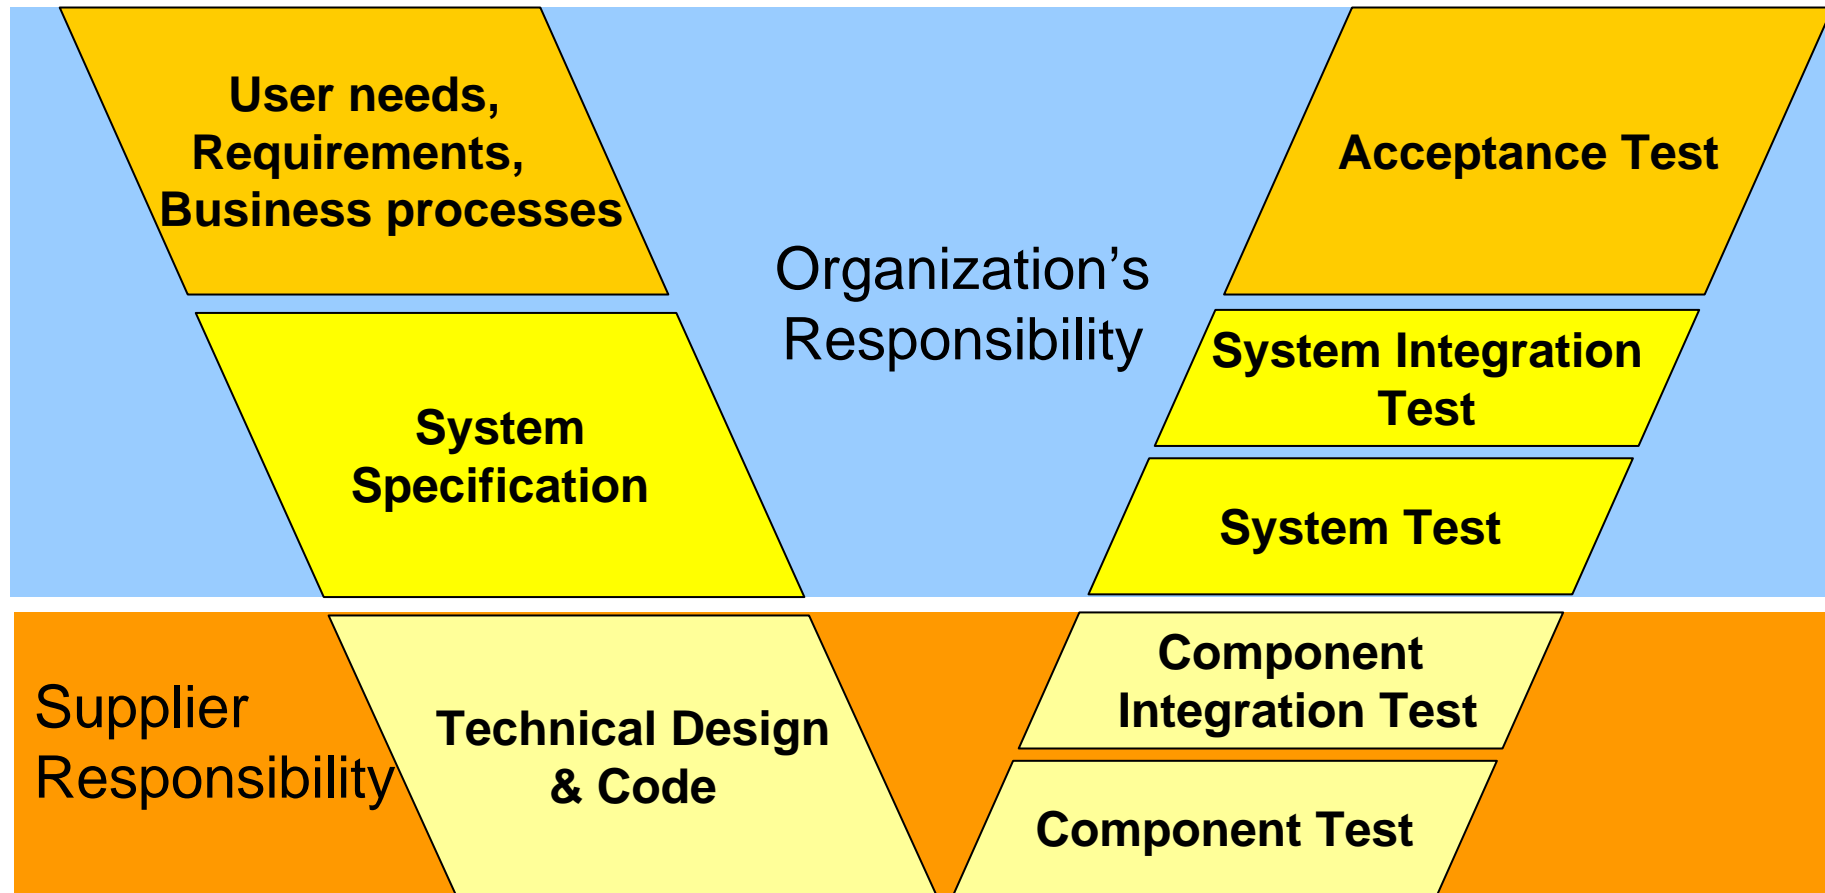 User needs,
Requirements,
Business processes
Acceptance Test
Organization’s
Responsibility
System Integration
Test
System
Specification
System Test
Supplier
Responsibility
Technical Design
& Code
Component
Integration Test
Component Test